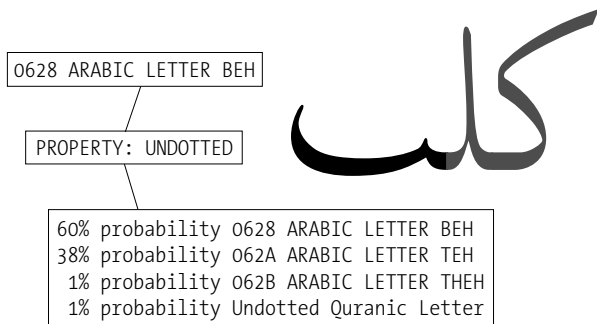 0628 ARABIC LETTER BEH
كلٮ
PROPERTY: UNDOTTED
60% probability 0628 ARABIC LETTER BEH
38% probability 062A ARABIC LETTER TEH
1% probability 062B ARABIC LETTER THEH
1% probability Undotted Quranic Letter